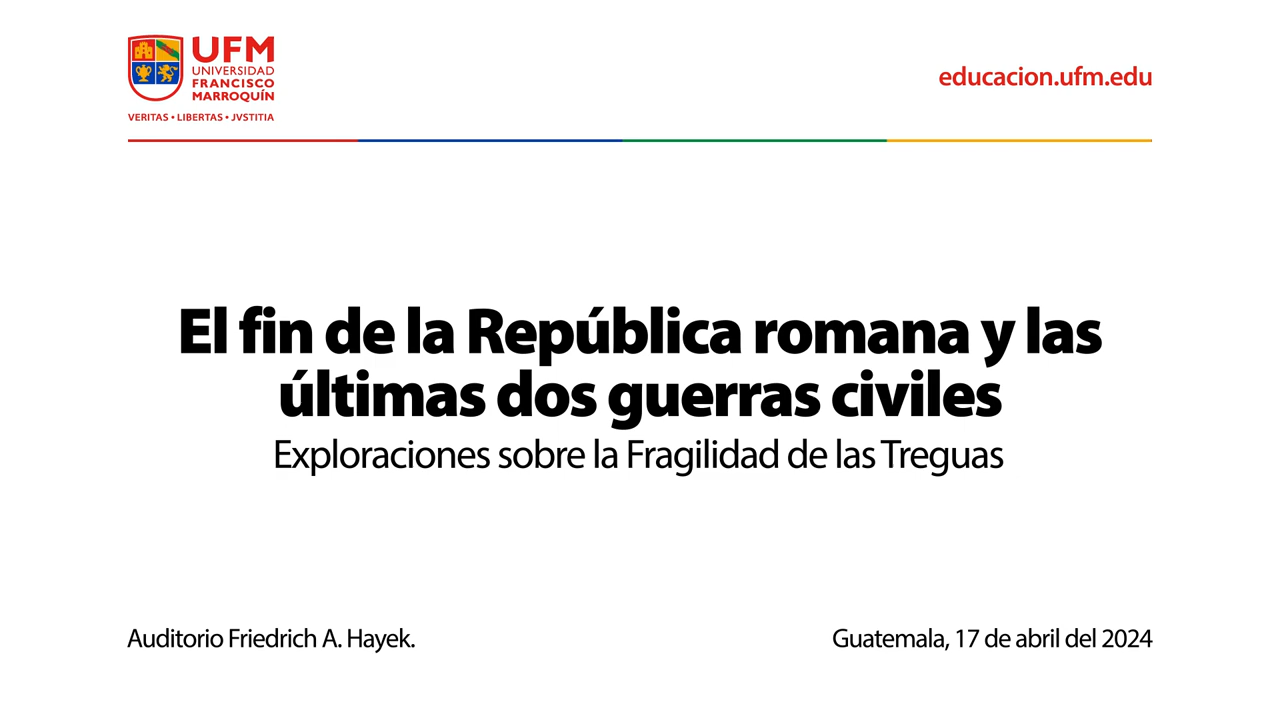 UFM
UNIVERSIDAD
FRANCISCO
MARROQUÍN
VERITAS • LIBERTAS • JVSTITIA
educacion.ufm.edu
El fin de la República romana y las
últimas dos guerras civiles
Exploraciones sobre la Fragilidad de las Treguas
Auditorio Friedrich A. Hayek.
Guatemala, 17 de abril del 2024